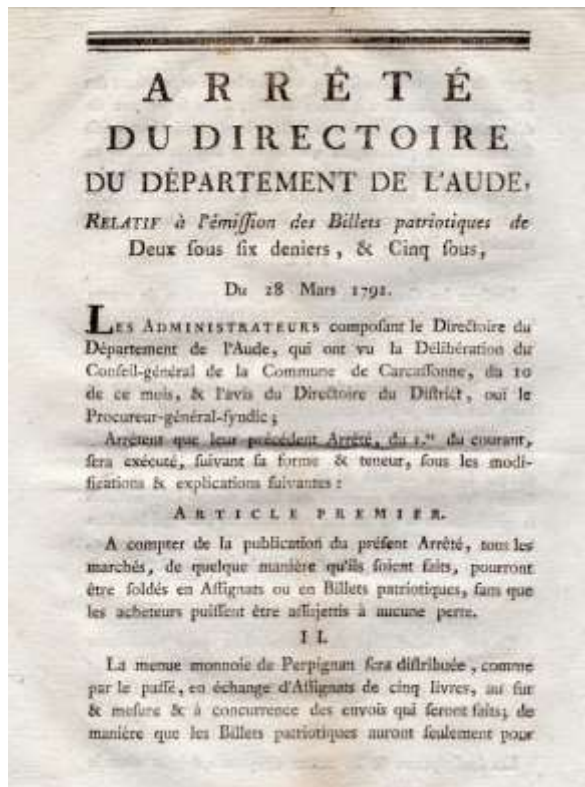 ARRÊTÉ
DU DIRECTOIRE
DU DÉPARTEMENT DE L'AUDE,
RELATIF à l'émiſſion des Billets patriotiques de
Deux ſous ſix deniers, & Cinq ſous,
Du 28 Mars 1792.
LES ADMINISTRATEURS compoſant le Directoire du
Département de l'Aude, qui ont vu la Délibération du
Conſeil-général de la Commune de Carcaſſonne, du 10
de ce mois, & l'avis du Directoire du Diſtrict, ouï le
Procureur-général-ſyndic;
Arrêtent que leur précédent Arrêté, du 1.er du courant,
ſera exécuté, ſuivant ſa forme & teneur, ſous les modi-
fications & explications ſuivantes:
ARTICLE PREMIER.
A compter de la publication du préſent Arrêté, tous les
marchés, de quelque manière qu'ils ſoient faits, pourront
être ſoldés en Aſſignats ou en Billets patriotiques, ſans que
les acheteurs puiſſent être aſſujettis à aucune perte.
II.
La menue monnoie de Perpignan ſera diſtribuée, comme
par le paſſé, en échange d'Aſſignats de cinq livres, au fur
& meſure & à concurrence des envois qui ſeront faits; de
manière que les Billets patriotiques auront ſeulement pour